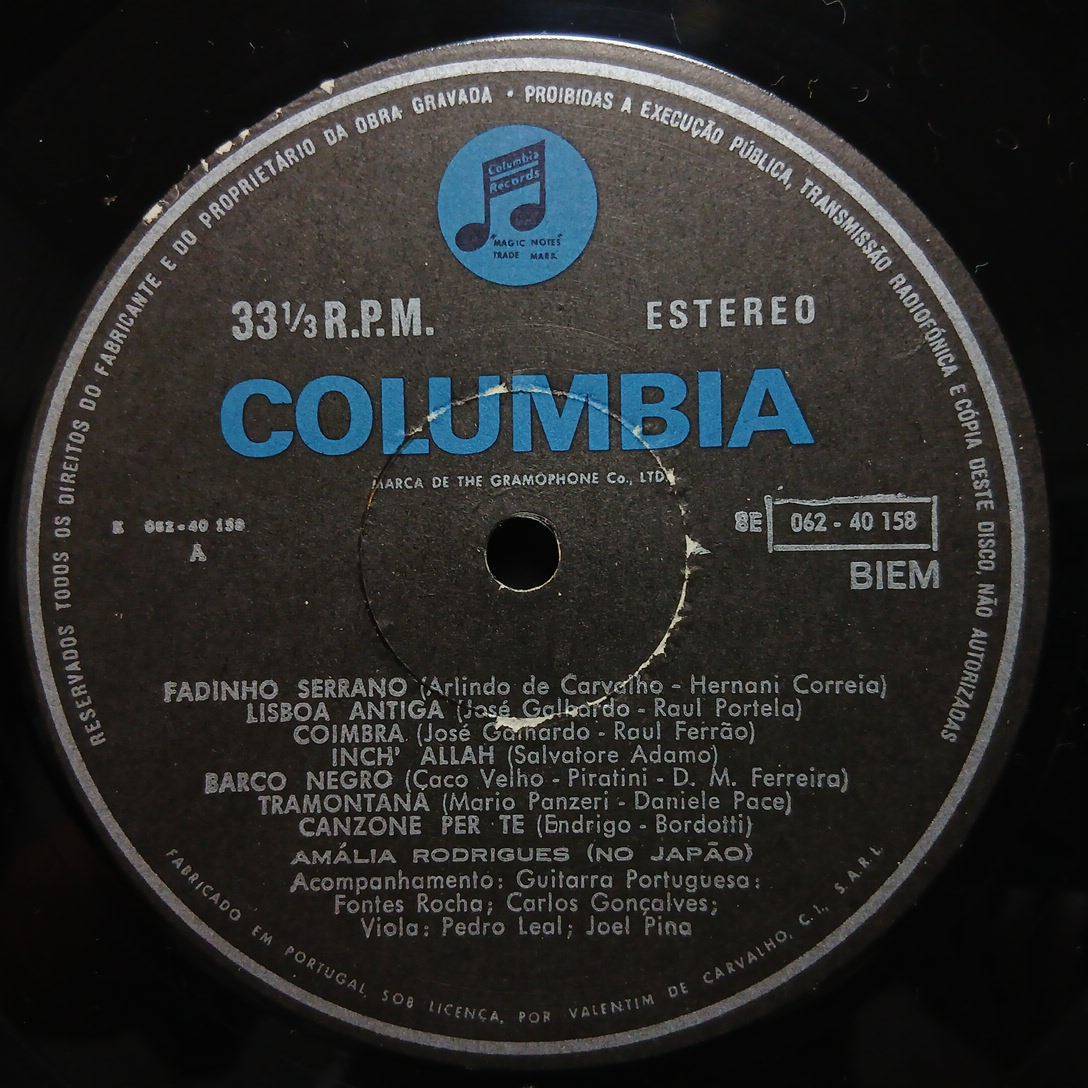 RESERVADOS TODOS OS DIREITOS DO FABRICANTE E DO PROPRIETÁRIO DA OBRA GRAVADA • PROIBIDAS A EXECUÇÃO PÚBLICA, TRANSMISSÃO RADIOFÓNICA E CÓPIA DESTE DISCO, NÃO AUTORIZADAS
Columbia
Records
"MAGIC NOTES"
TRADE MARK
33 1/3 R.P.M.
ESTEREO
COLUMBIA
MARCA DE THE GRAMOPHONE Co., LTD.
K 062-40 158
A
8E 062 - 40 158
BIEM
FADINHO SERRANO (Arlindo de Carvalho - Hernani Correia)
LISBOA ANTIGA (José Galhardo - Raul Portela)
COIMBRA (José Galhardo - Raul Ferrão)
INCH' ALLAH (Salvatore Adamo)
BARCO NEGRO (Caco Velho - Piratini - D. M. Ferreira)
TRAMONTANA (Mario Panzeri - Daniele Pace)
CANZONE PER TE (Endrigo - Bordotti)
AMÁLIA RODRIGUES (NO JAPÃO)
Acompanhamento: Guitarra Portuguesa:
Fontes Rocha; Carlos Gonçalves;
Viola: Pedro Leal; Joel Pina
FABRICADO EM PORTUGAL, SOB LICENÇA, POR VALENTIM DE CARVALHO, C. I., S. A. R. L.